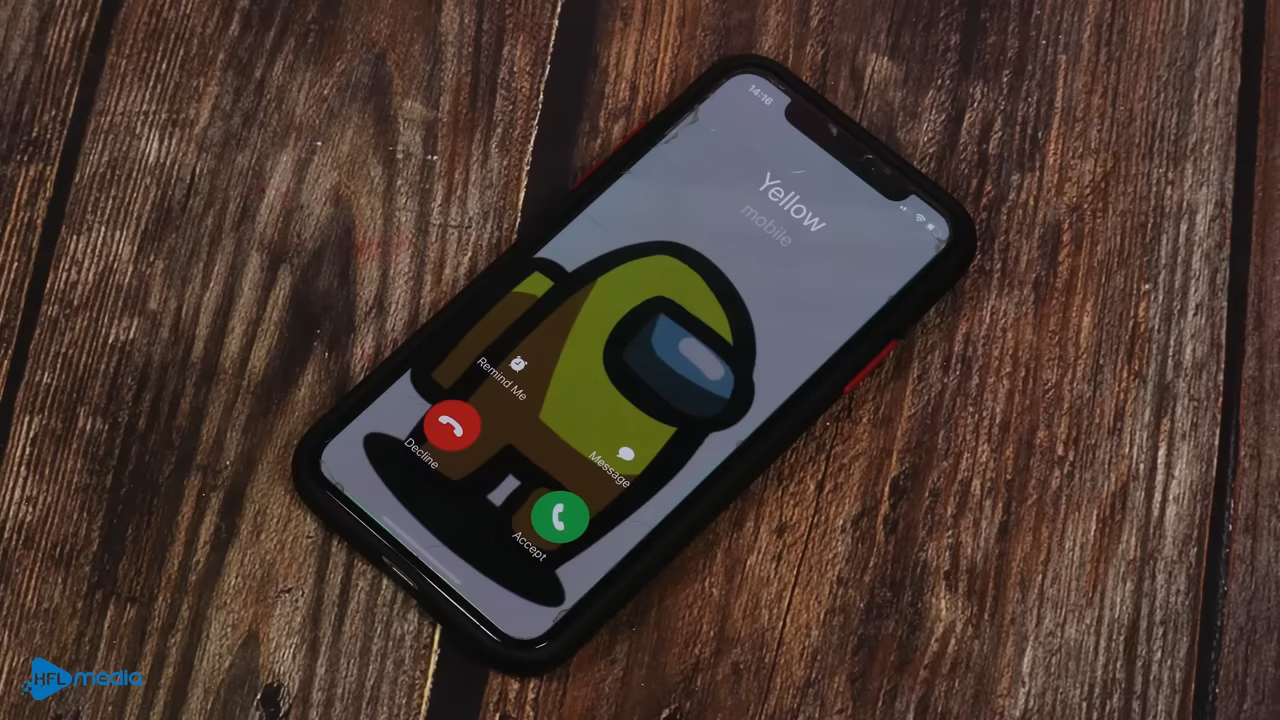 14:16
Yellow
mobile
Remind Me
Message
Decline
Accept
HFL media